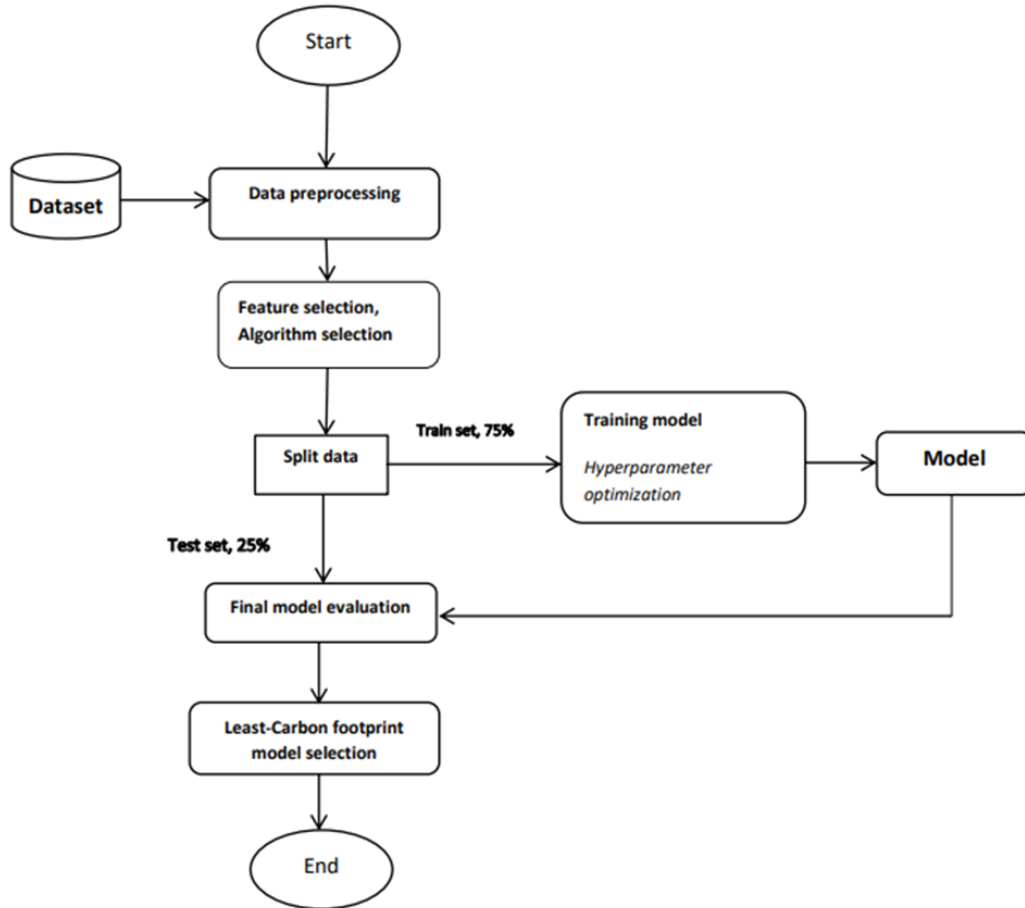 Start
Dataset
Data preprocessing
Feature selection,
Algorithm selection
Split data
Train set, 75%
Training model
Hyperparameter
optimization
Model
Test set, 25%
Final model evaluation
Least-Carbon footprint
model selection
End